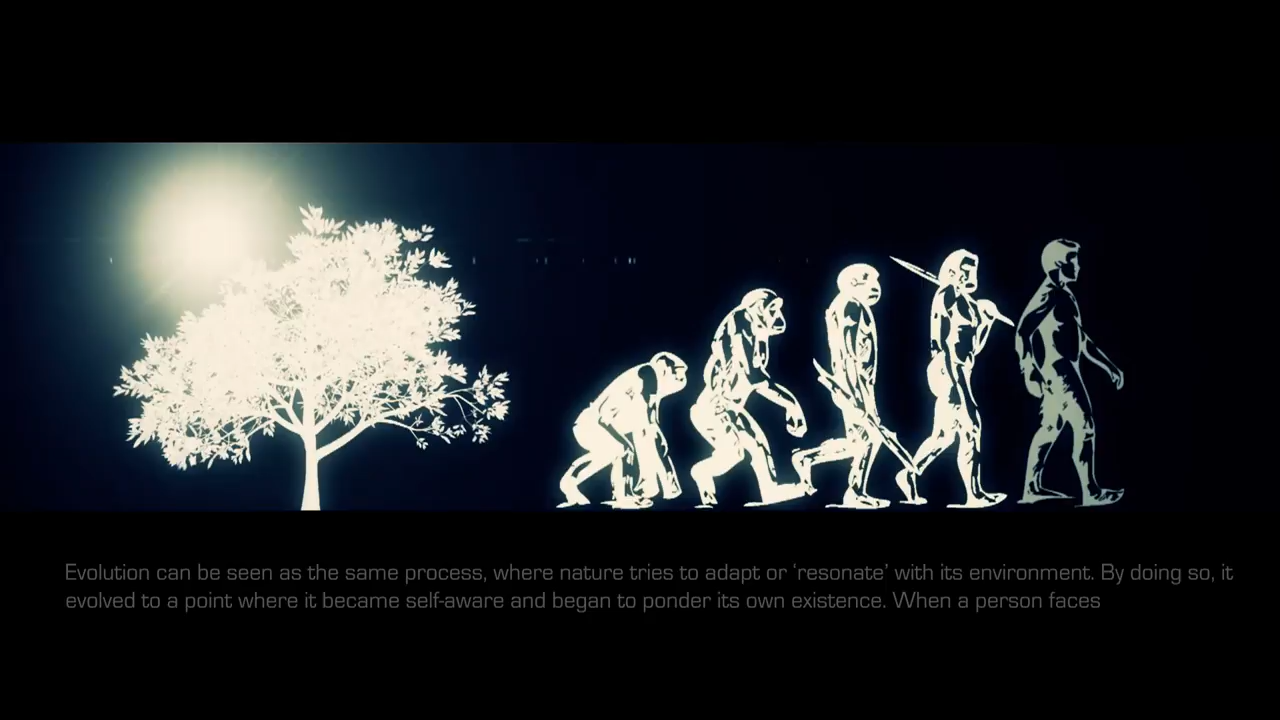 Evolution can be seen as the same process, where nature tries to adapt or ‘resonate’ with its environment. By doing so, it
evolved to a point where it became self-aware and began to ponder its own existence. When a person faces